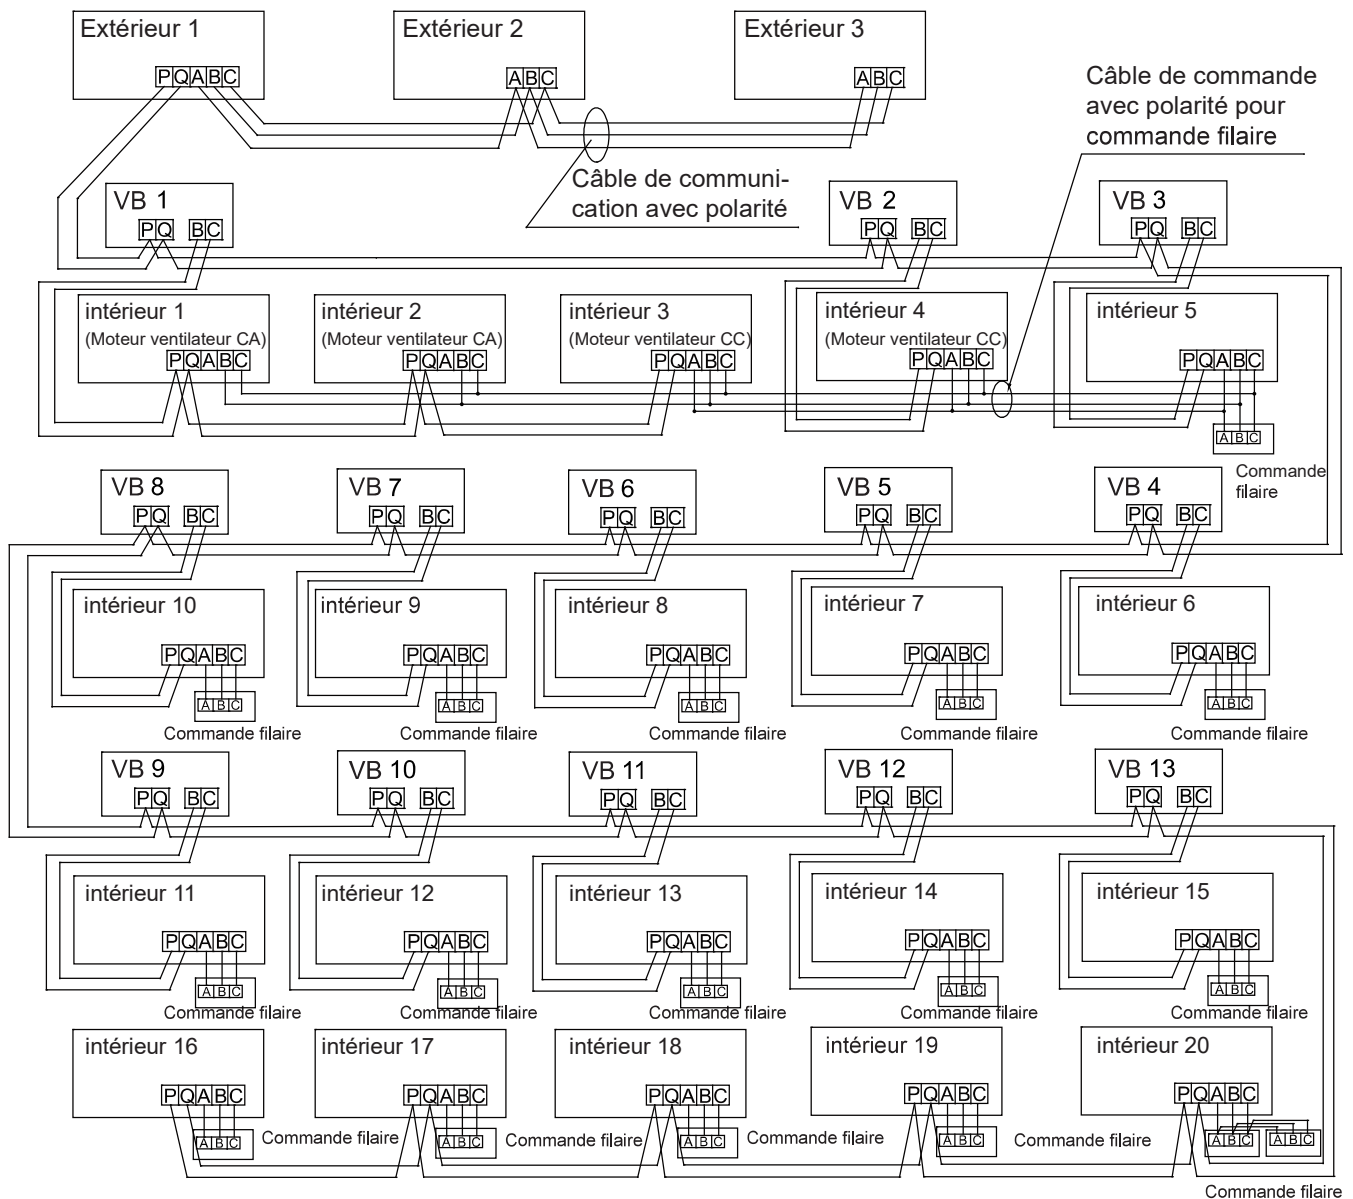 Extérieur 1
PQABC
Extérieur 2
ABC
Extérieur 3
ABC
Câble de commande
avec polarité pour
commande filaire
Câble de communi-
cation avec polarité
VB 1
PQ BC
VB 2
PQ BC
VB 3
PQ BC
intérieur 1
(Moteur ventilateur CA)
PQABC
intérieur 2
(Moteur ventilateur CA)
PQABC
intérieur 3
(Moteur ventilateur CC)
PQABC
intérieur 4
(Moteur ventilateur CC)
PQABC
intérieur 5
PQABC
ABC
Commande
filaire
VB 8
PQ BC
VB 7
PQ BC
VB 6
PQ BC
VB 5
PQ BC
VB 4
PQ BC
intérieur 10
PQABC
ABC
Commande filaire
intérieur 9
PQABC
ABC
Commande filaire
intérieur 8
PQABC
ABC
Commande filaire
intérieur 7
PQABC
ABC
Commande filaire
intérieur 6
PQABC
ABC
Commande filaire
VB 9
PQ BC
VB 10
PQ BC
VB 11
PQ BC
VB 12
PQ BC
VB 13
PQ BC
intérieur 11
PQABC
ABC
Commande filaire
intérieur 12
PQABC
ABC
Commande filaire
intérieur 13
PQABC
ABC
Commande filaire
intérieur 14
PQABC
ABC
Commande filaire
intérieur 15
PQABC
ABC
Commande filaire
intérieur 16
PQABC
ABC
Commande filaire
intérieur 17
PQABC
ABC
Commande filaire
intérieur 18
PQABC
ABC
Commande filaire
intérieur 19
PQABC
ABC
Commande filaire
intérieur 20
PQABC
ABC
ABC
Commande filaire